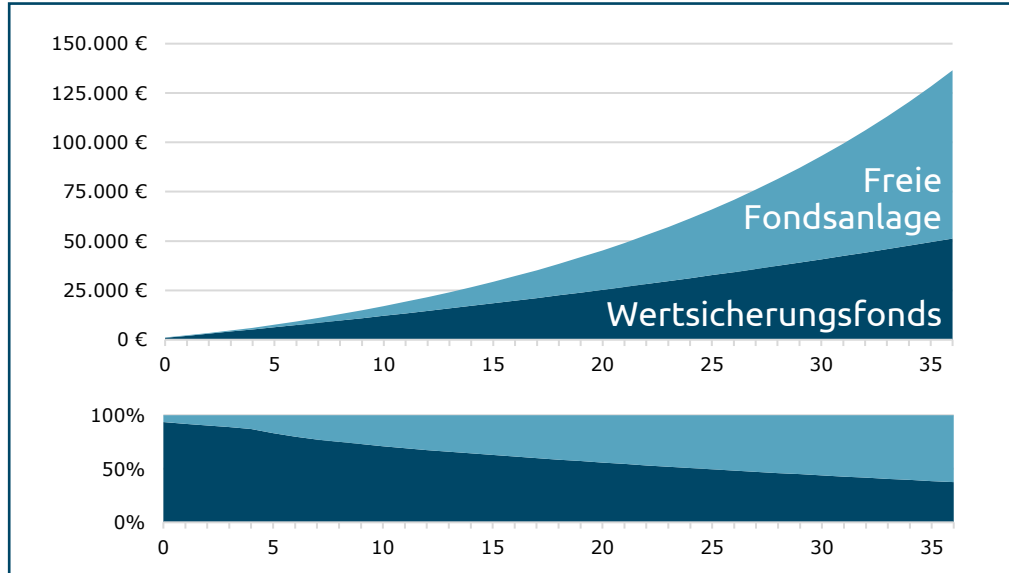 150.000 €
125.000 €
100.000 €
75.000 €
50.000 €
25.000 €
0 €
Freie
Fondsanlage
Wertsicherungsfonds
0 5 10 15 20 25 30 35
100%
50%
0%
0 5 10 15 20 25 30 35